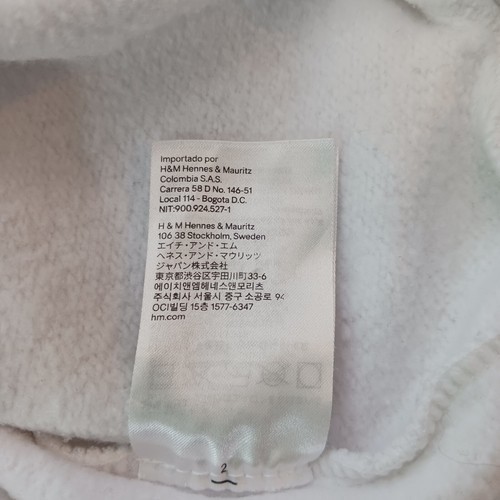 Importado por
H&M Hennes & Mauritz
Colombia S.A.S.
Carrera 58 D No. 146-51
Local 114 - Bogota D.C.
NIT:900.924.527-1
H & M Hennes & Mauritz
106 38 Stockholm, Sweden
エイチ・アンド・エム
ヘネス・アンド・マウリッツ
ジャパン株式会社
東京都渋谷区宇田川町33-6
에이치앤엠헤네스앤모리츠
주식회사 서울시 중구 소공로 94
OCI빌딩 15층 1577-6347
hm.com
2